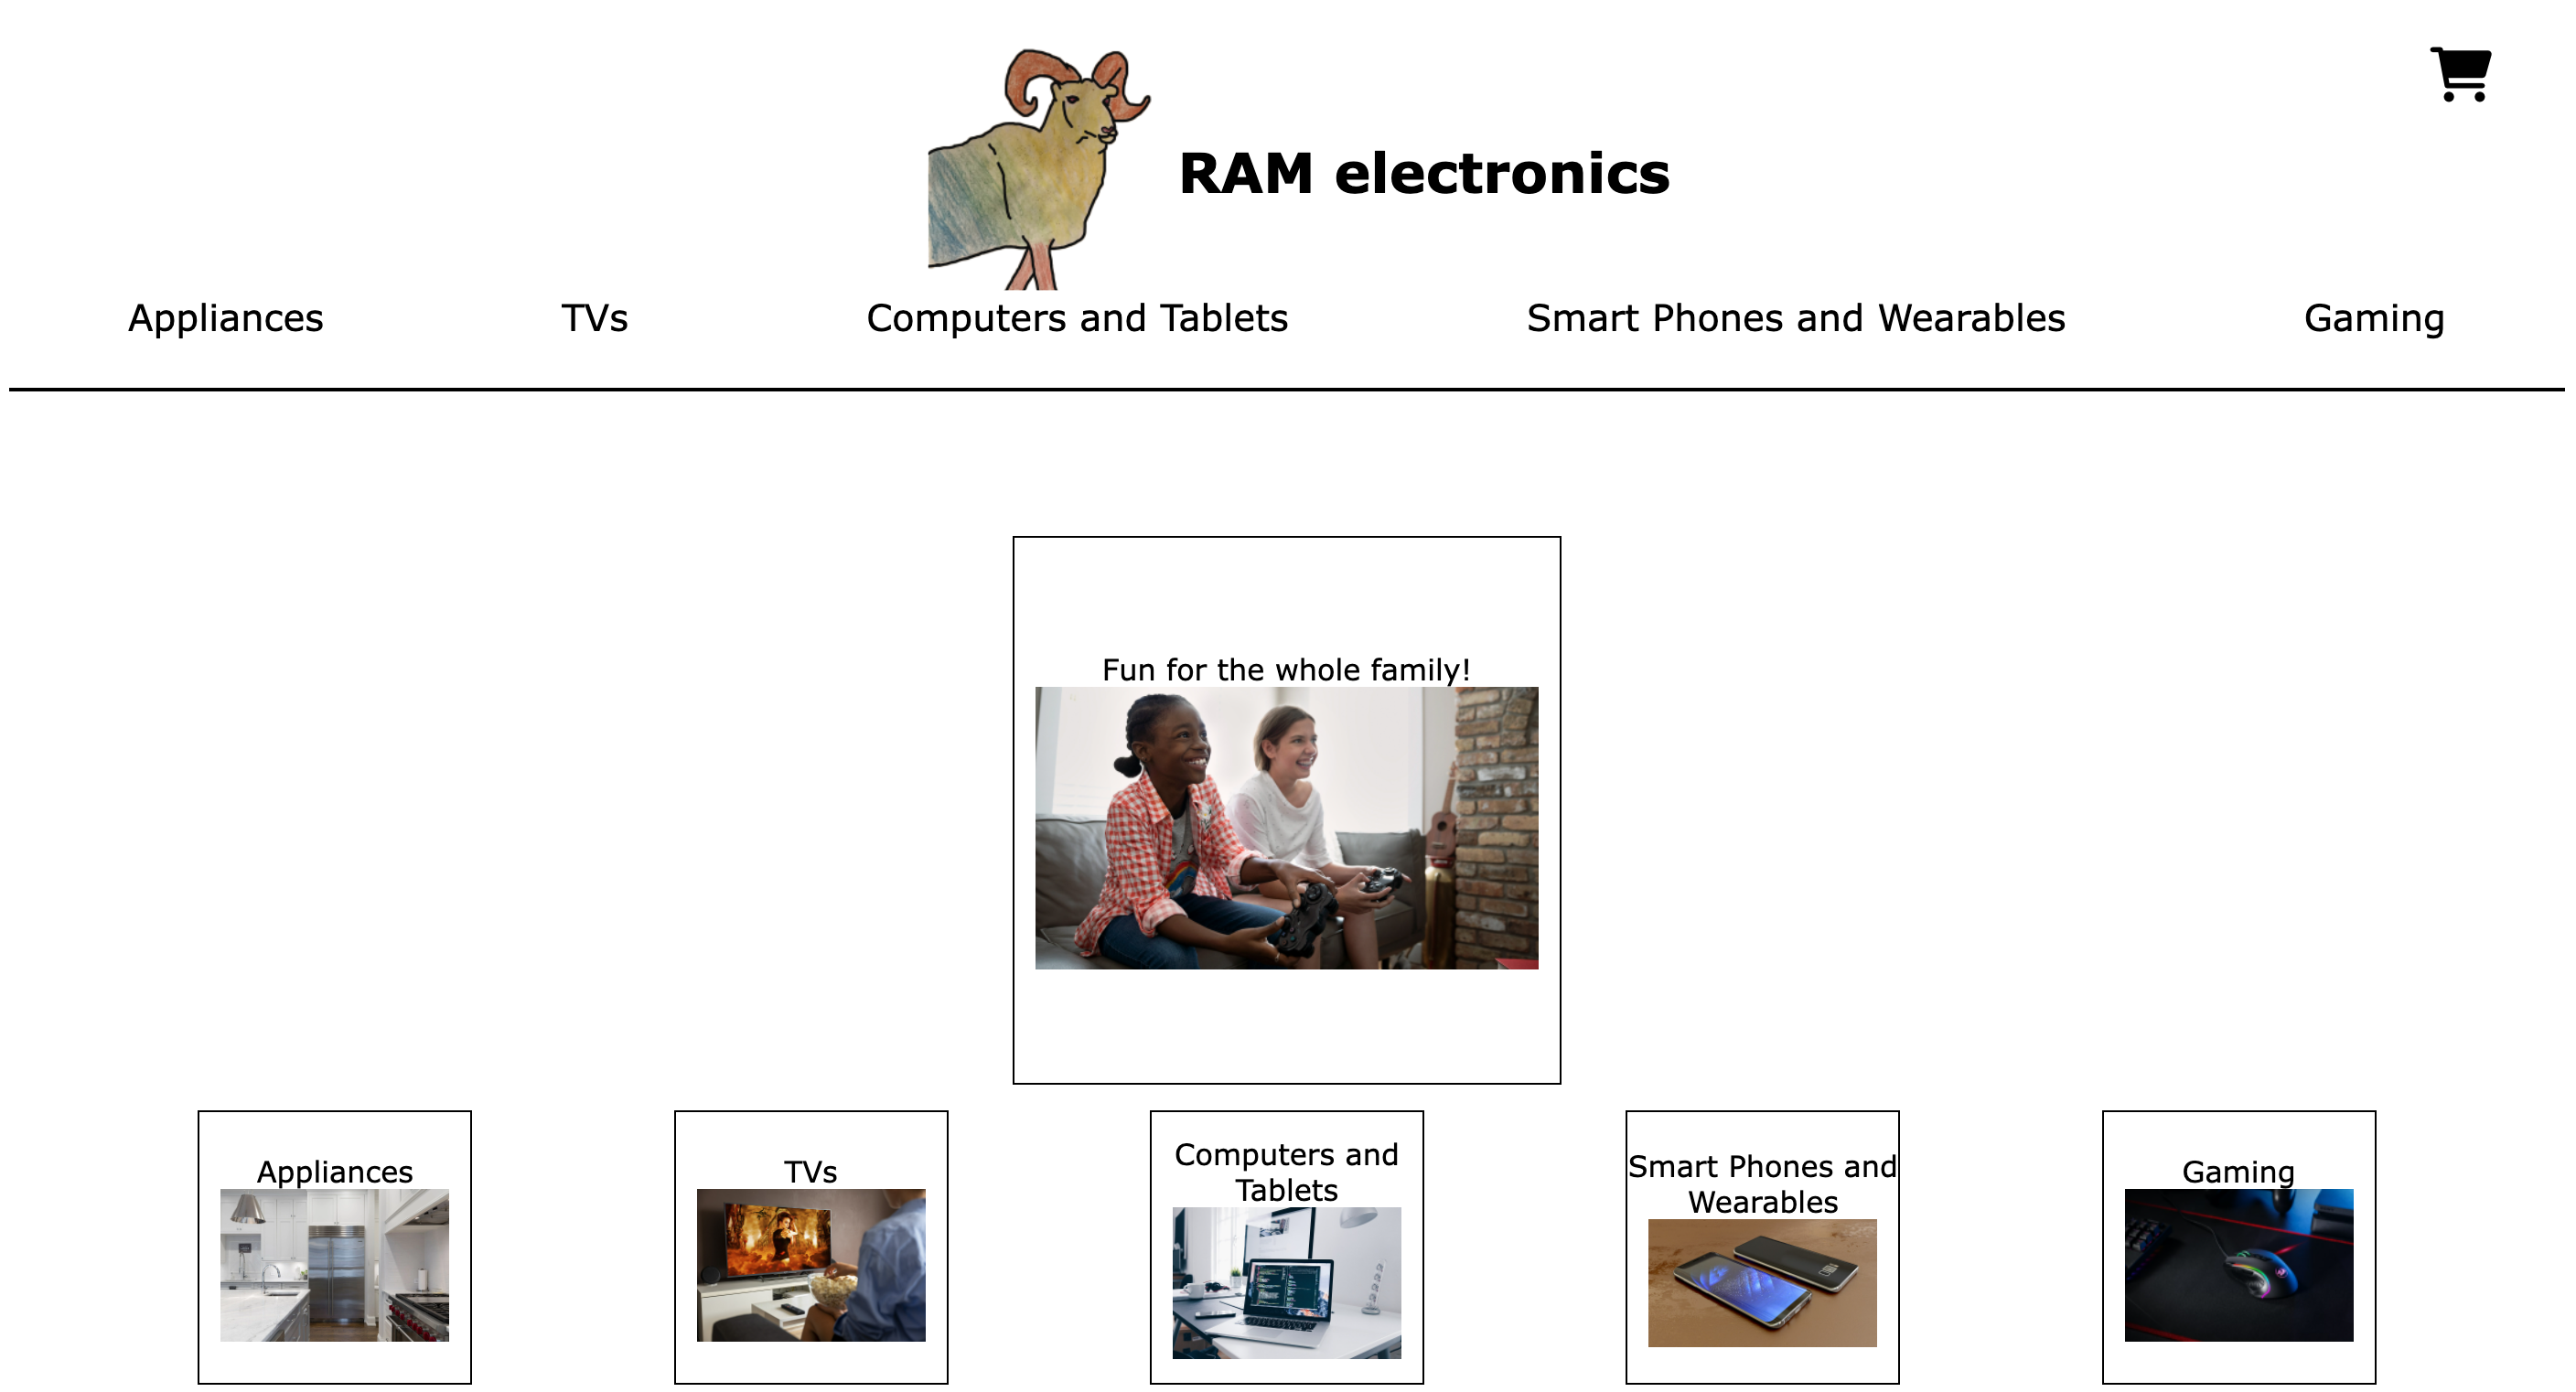 RAM electronics
Appliances
TVs
Computers and Tablets
Smart Phones and Wearables
Gaming
Fun for the whole family!
Appliances
TVs
Computers and
Tablets
Smart Phones and
Wearables
Gaming